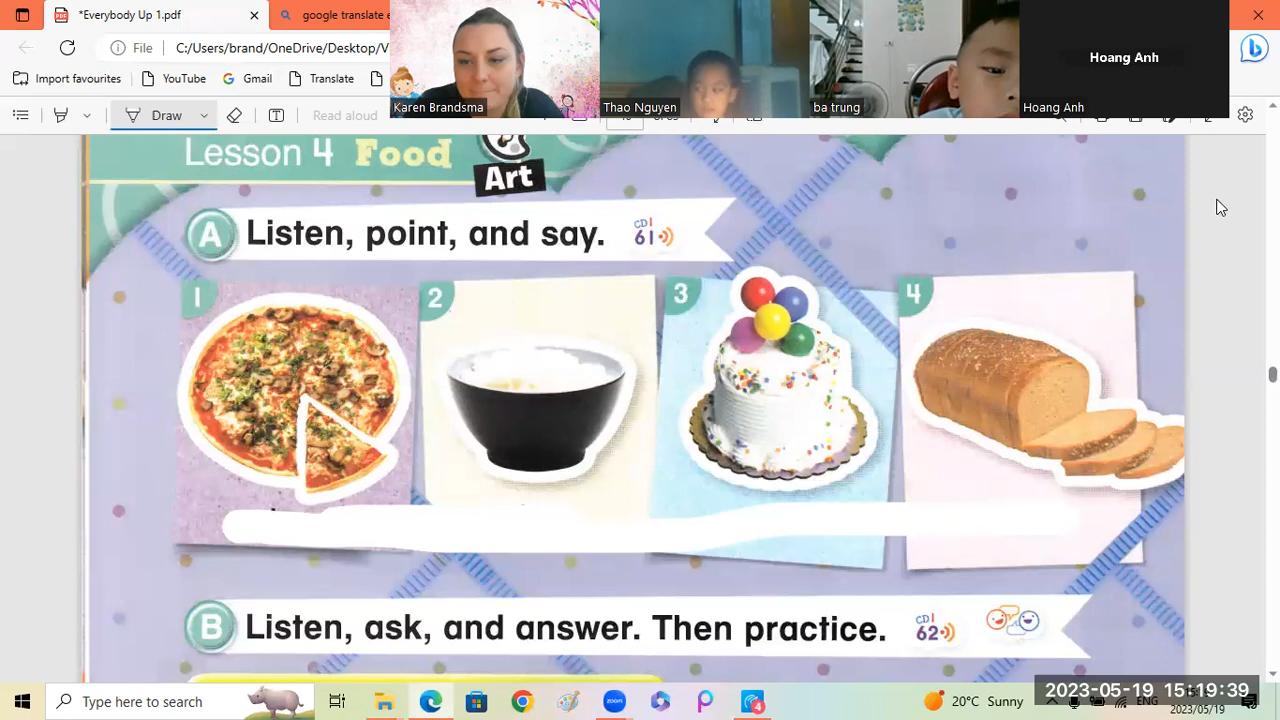 *Everybody Up 1.pdf
google translate e
File
C:/Users/brand/OneDrive/Desktop/V
Import favourites
YouTube
Gmail
Translate
Draw
Read aloud
Karen Brandsma
Thao Nguyen
ba trung
Hoang Anh
Hoang Anh
Lesson 4 Food
Art
A Listen, point, and say. CD1 61
1
2
3
4
B Listen, ask, and answer. Then practice. CD1 62
Type here to search
4
20°C Sunny
ENG
2023-05-19 15:19:39
2023/05/19